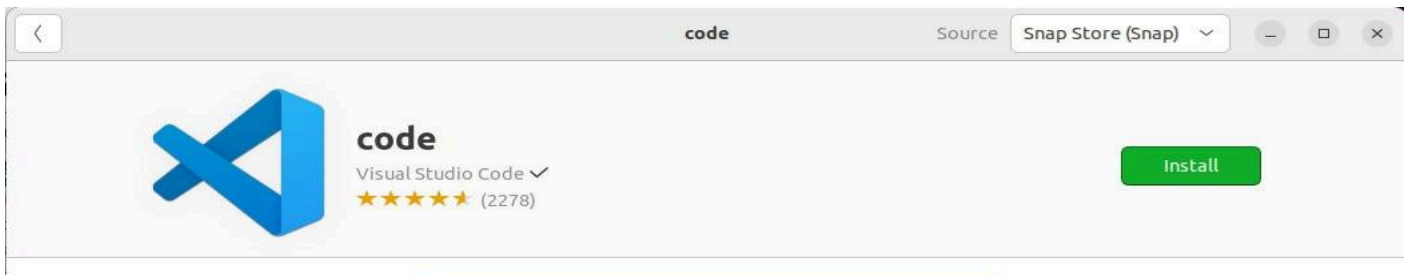 code Source Snap Store (Snap)
code
Visual Studio Code
(2278)
Install